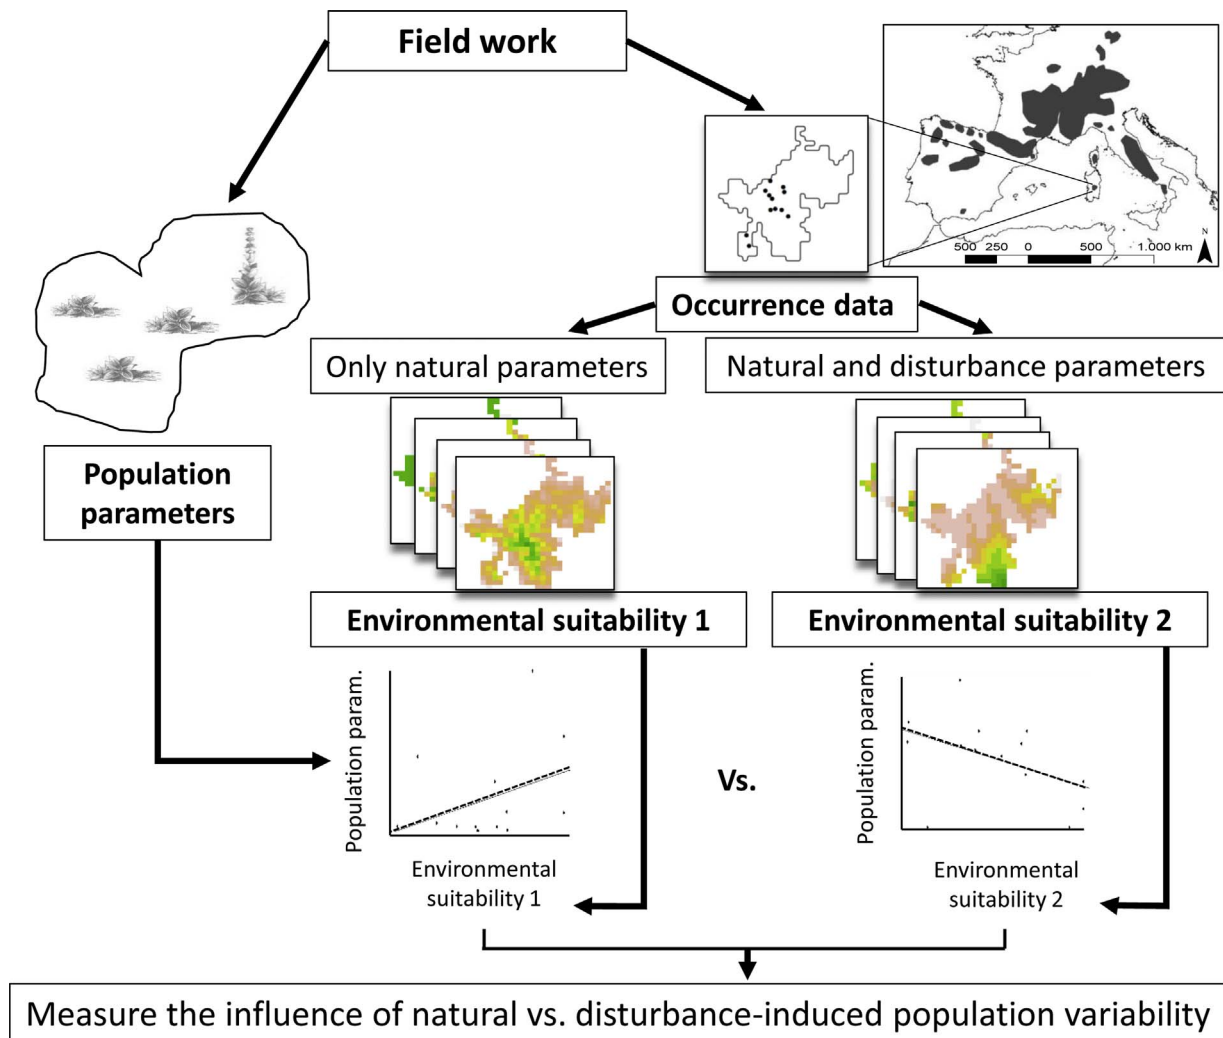 Field work
N
500 250 0 500 1.000 km
Occurrence data
Only natural parameters
Natural and disturbance parameters
Population
parameters
Environmental suitability 1
Environmental suitability 2
Population param.
Environmental
suitability 1
Vs.
Population param.
Environmental
suitability 2
Measure the influence of natural vs. disturbance-induced population variability